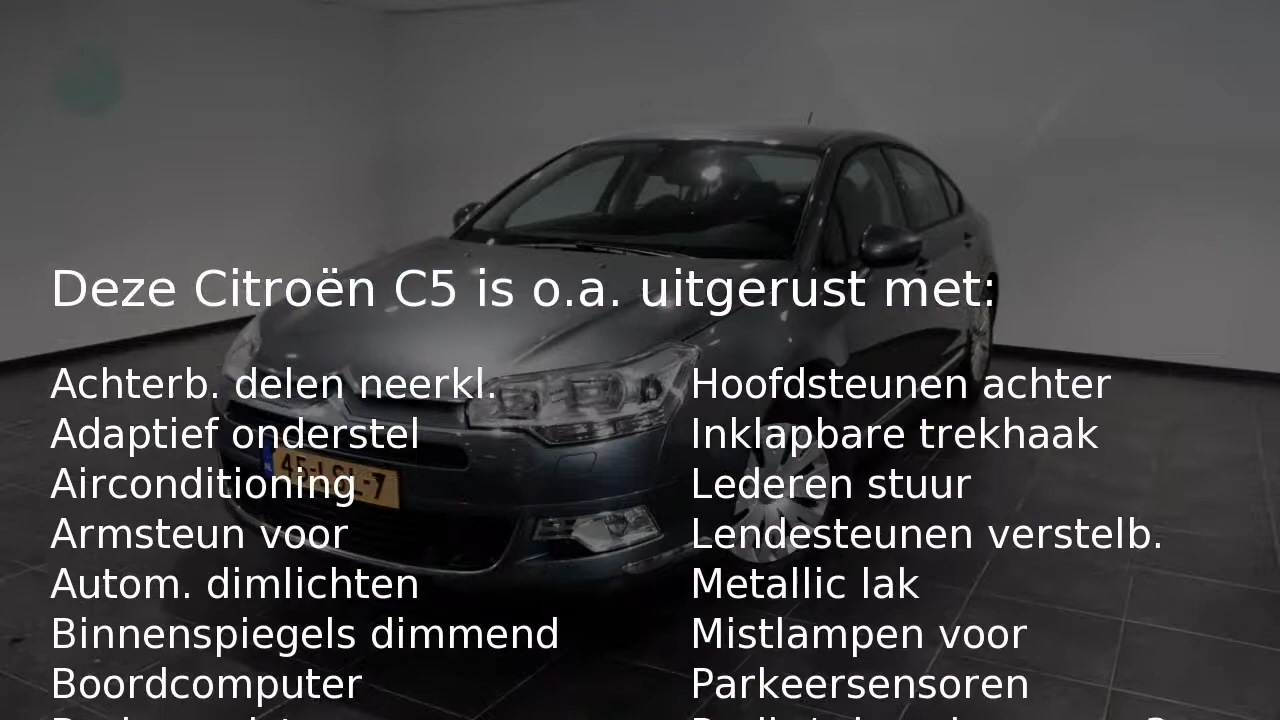 Deze Citroën C5 is o.a. uitgerust met:
Achterb. delen neerkl.
Adaptief onderstel
Airconditioning
Armsteun voor
Autom. dimlichten
Binnenspiegels dimmend
Boordcomputer
Hoofdsteunen achter
Inklapbare trekhaak
Lederen stuur
Lendesteunen verstelb.
Metallic lak
Mistlampen voor
Parkeersensoren